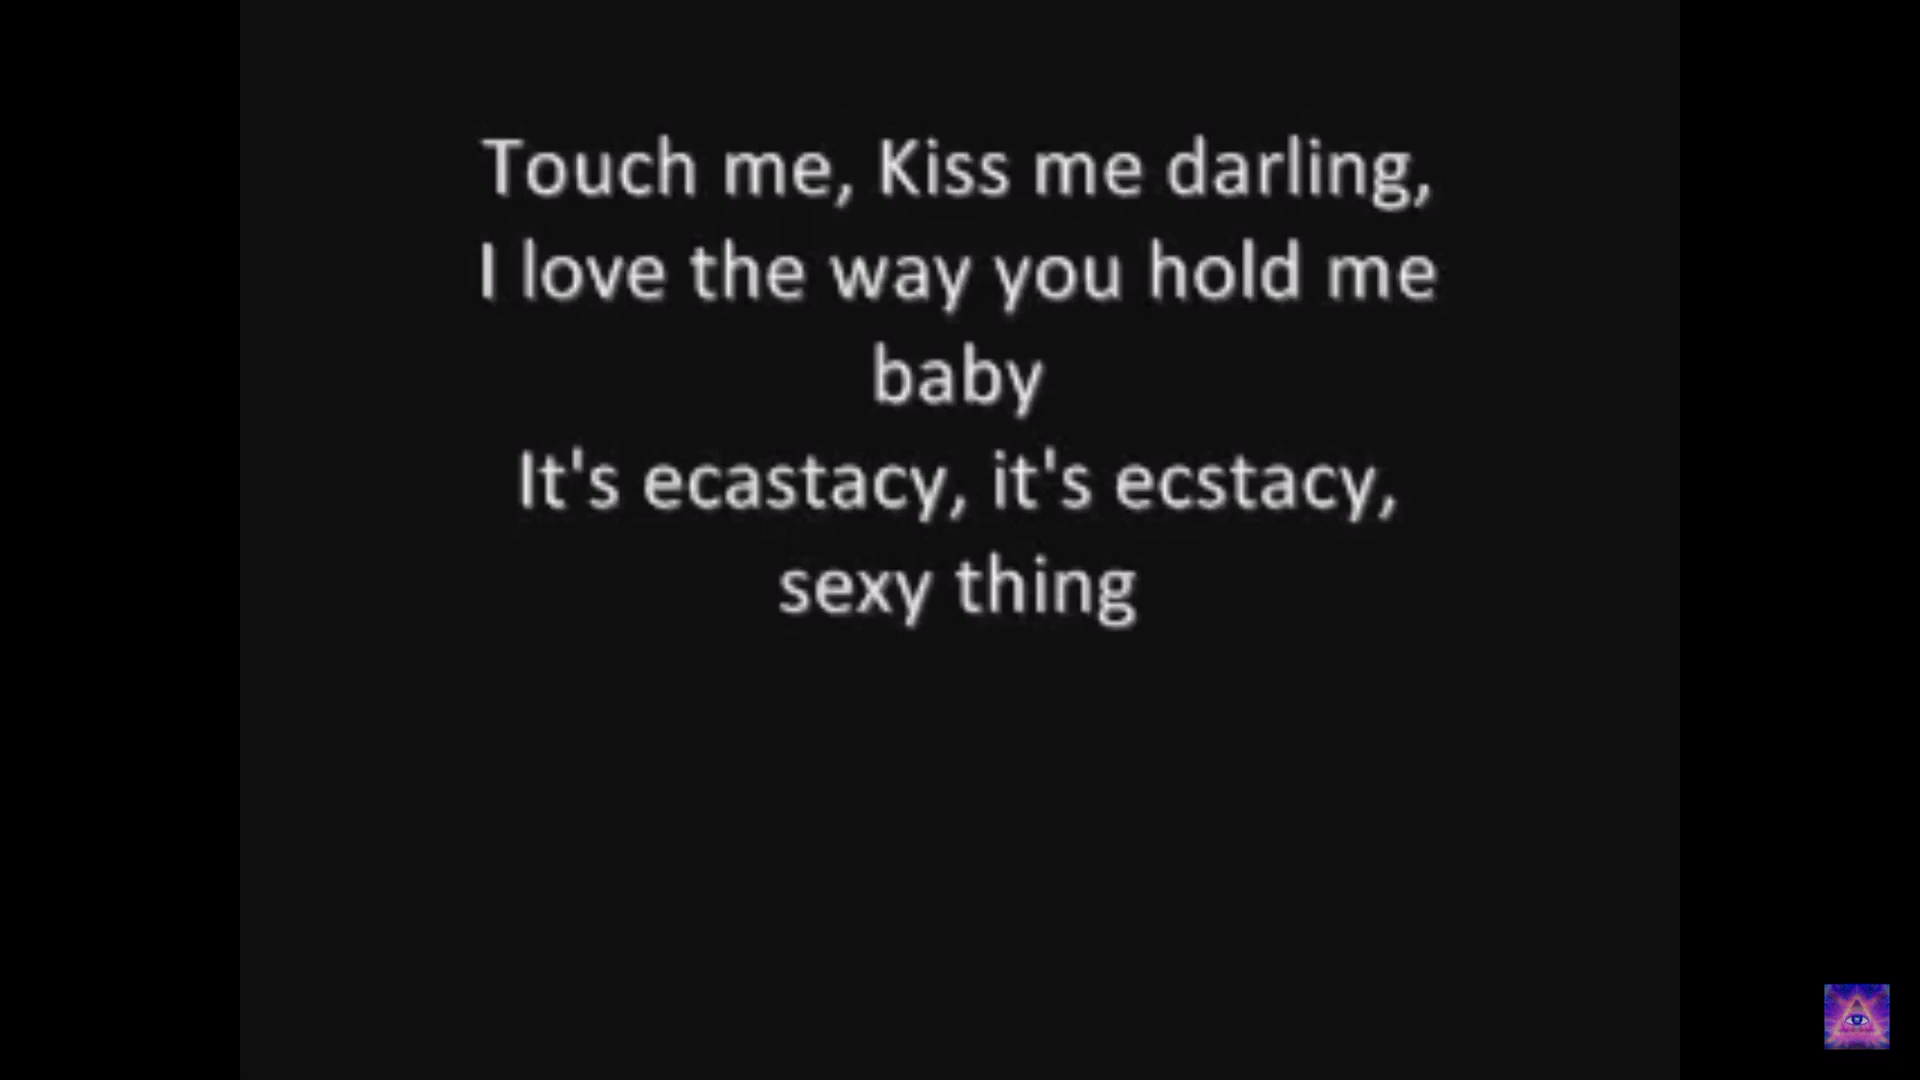 Touch me, Kiss me darling,
I love the way you hold me
baby
It's ecastacy, it's ecstacy,
sexy thing